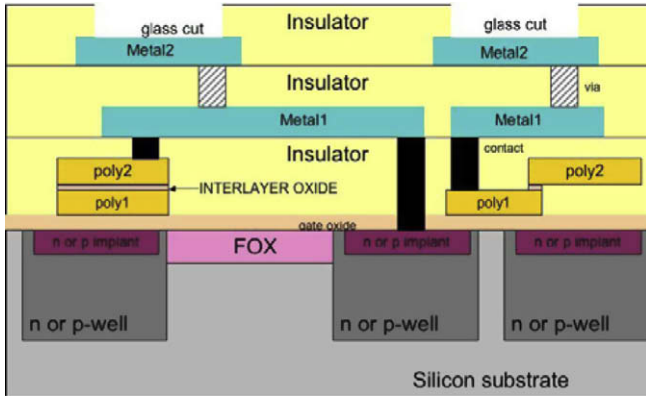 glass cut
Insulator
glass cut
Metal2
Metal2
Insulator
via
Metal1
Metal1
Insulator
contact
poly2
poly2
INTERLAYER OXIDE
poly1
poly1
gate oxide
n or p implant
FOX
n or p implant
n or p implant
n or p-well
n or p-well
n or p-well
Silicon substrate